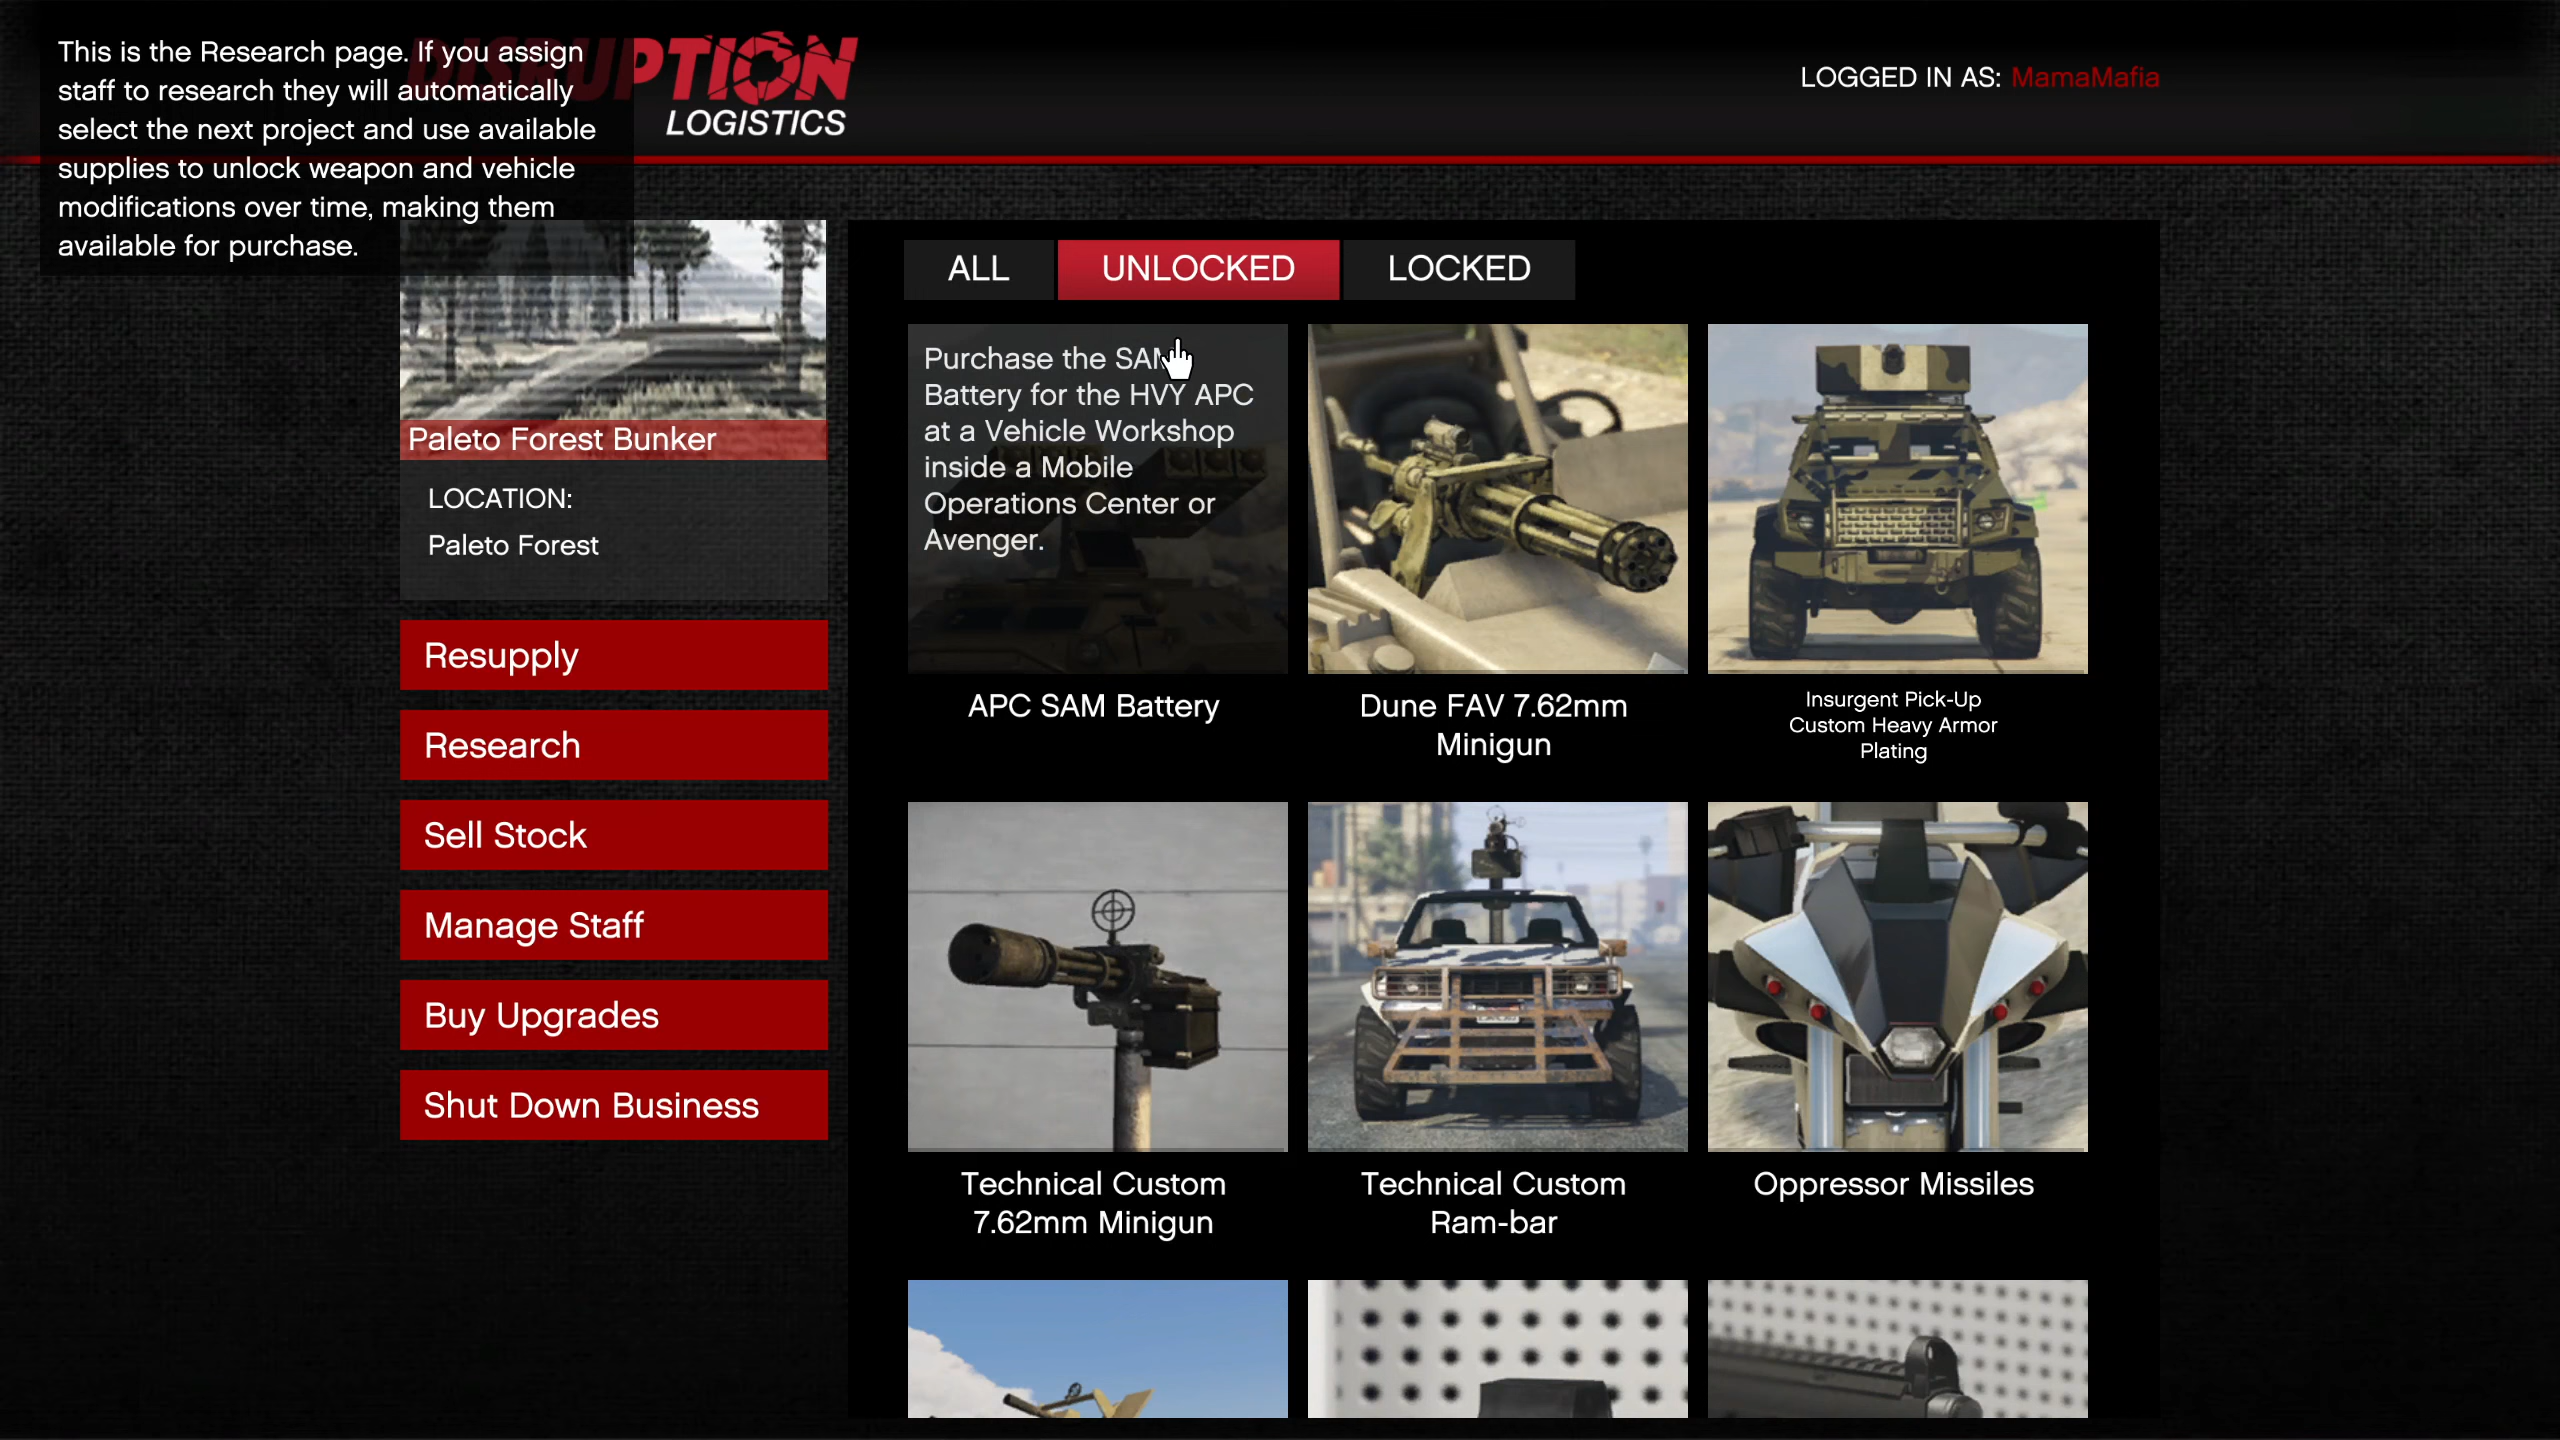 This is the Research page. If you assign
staff to research they will automatically
select the next project and use available
supplies to unlock weapon and vehicle
modifications over time, making them
available for purchase.
DISRUPTION
LOGISTICS
LOGGED IN AS: MamaMafia
Paleto Forest Bunker
LOCATION:
Paleto Forest
Resupply
Research
Sell Stock
Manage Staff
Buy Upgrades
Shut Down Business
ALL
UNLOCKED
LOCKED
Purchase the SAM
Battery for the HVY APC
at a Vehicle Workshop
inside a Mobile
Operations Center or
Avenger.
APC SAM Battery
Dune FAV 7.62mm
Minigun
Insurgent Pick-Up
Custom Heavy Armor
Plating
Technical Custom
7.62mm Minigun
Technical Custom
Ram-bar
Oppressor Missiles